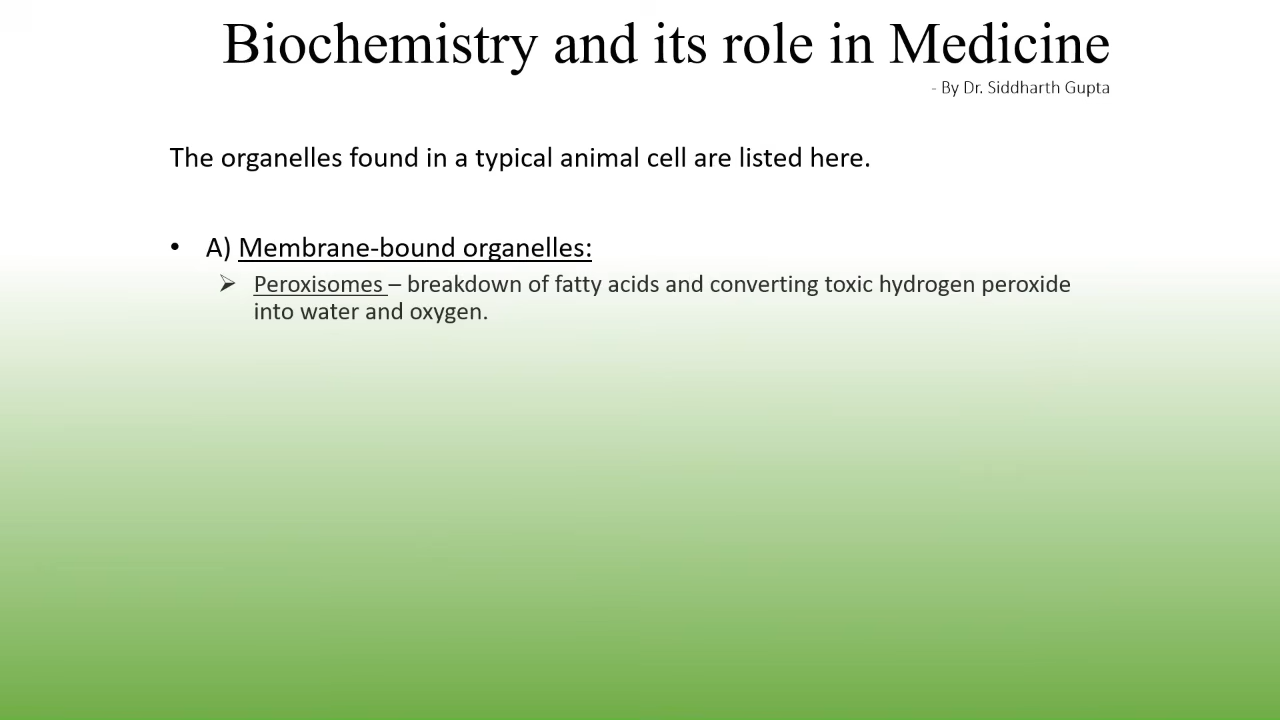 Biochemistry and its role in Medicine
- By Dr. Siddharth Gupta
The organelles found in a typical animal cell are listed here.
• A) Membrane-bound organelles:
➢ Peroxisomes – breakdown of fatty acids and converting toxic hydrogen peroxide
into water and oxygen.